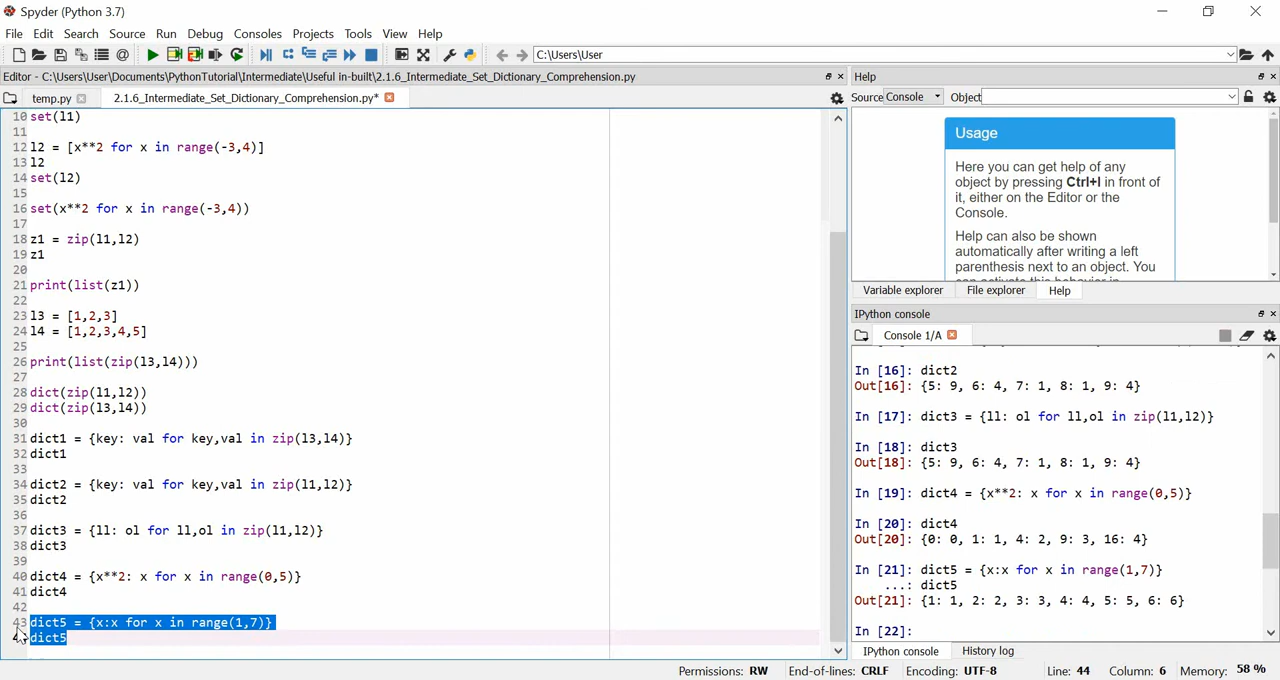 Spyder (Python 3.7)
File Edit Search Source Run Debug Consoles Projects Tools View Help
C:\Users\User
Editor - C:\Users\User\Documents\PythonTutorial\Intermediate\Useful in-built\2.1.6_Intermediate_Set_Dictionary_Comprehension.py
temp.py 2.1.6_Intermediate_Set_Dictionary_Comprehension.py*
10 set(l1)
11
12 l2 = [x**2 for x in range(-3,4)]
13 l2
14 set(l2)
15
16 set(x**2 for x in range(-3,4))
17
18 z1 = zip(l1,l2)
19 z1
20
21 print(list(z1))
22
23 l3 = [1,2,3]
24 l4 = [1,2,3,4,5]
25
26 print(list(zip(l3,l4)))
27
28 dict(zip(l1,l2))
29 dict(zip(l3,l4))
30
31 dict1 = {key: val for key,val in zip(l3,l4)}
32 dict1
33
34 dict2 = {key: val for key,val in zip(l1,l2)}
35 dict2
36
37 dict3 = {ll: ol for ll,ol in zip(l1,l2)}
38 dict3
39
40 dict4 = {x**2: x for x in range(0,5)}
41 dict4
42
43 dict5 = {x:x for x in range(1,7)}
dict5
Help
Source Console Object
Usage
Here you can get help of any
object by pressing Ctrl+I in front of
it, either on the Editor or the
Console.
Help can also be shown
automatically after writing a left
parenthesis next to an object. You
can activate this behavior in
Variable explorer File explorer Help
IPython console
Console 1/A
In [16]: dict2
Out[16]: {5: 9, 6: 4, 7: 1, 8: 1, 9: 4}
In [17]: dict3 = {ll: ol for ll,ol in zip(l1,l2)}
In [18]: dict3
Out[18]: {5: 9, 6: 4, 7: 1, 8: 1, 9: 4}
In [19]: dict4 = {x**2: x for x in range(0,5)}
In [20]: dict4
Out[20]: {0: 0, 1: 1, 4: 2, 9: 3, 16: 4}
In [21]: dict5 = {x:x for x in range(1,7)}
...: dict5
Out[21]: {1: 1, 2: 2, 3: 3, 4: 4, 5: 5, 6: 6}
In [22]:
IPython console History log
Permissions: RW End-of-lines: CRLF Encoding: UTF-8 Line: 44 Column: 6 Memory: 58 %